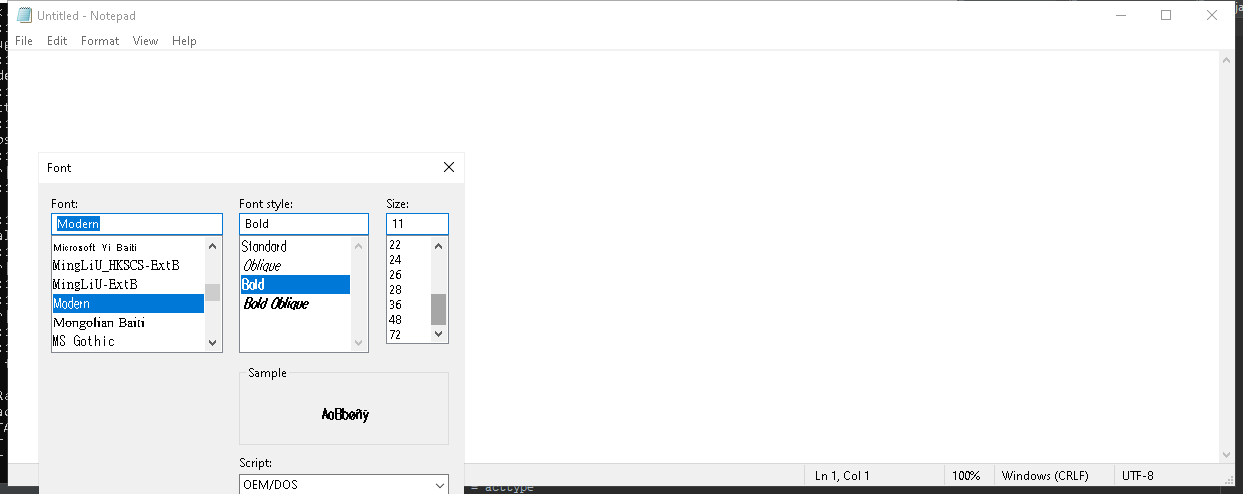 Untitled - Notepad
File Edit Format View Help
Font
Font: Font style: Size:
Modern Bold 11
Microsoft Yi Baiti
MingLiU_HKSCS-ExtB
MingLiU-ExtB
Modern
Mongolian Baiti
MS Gothic
Standard
Oblique
Bold
Bold Oblique
22
24
26
28
36
48
72
Sample
AaBbøñý
Script:
OEM/DOS
Ln 1, Col 1 100% Windows (CRLF) UTF-8
= acctype